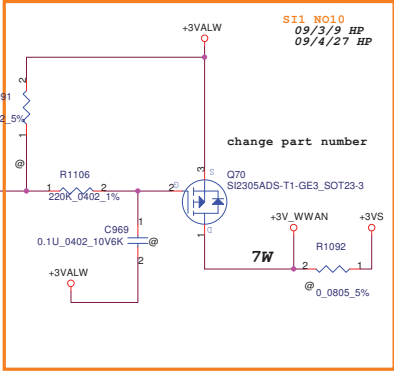 SI1 NO10
09/3/9 HP
09/4/27 HP
+3VALW
2
91
2_5%
1
@
change part number
R1106
1 2
220K_0402_1%
3
S
G
2
Q70
SI2305ADS-T1-GE3_SOT23-3
D
1
C969
1
0.1U_0402_10V6K
@
2
+3VALW
7W
+3V_WWAN
+3VS
R1092
2 1
@
0_0805_5%